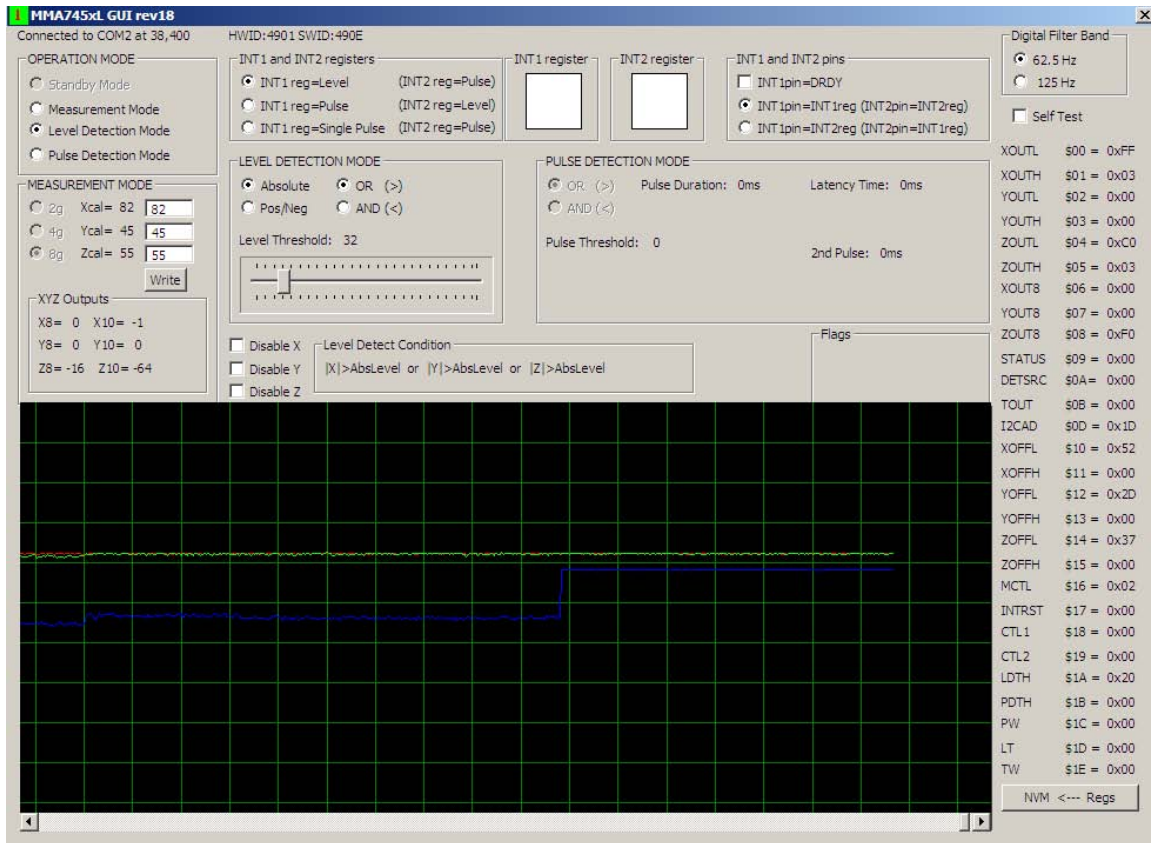 1 MMA745xL GUI rev18
Connected to COM2 at 38,400 HWID:4901 SWID:490E
OPERATION MODE
Standby Mode
Measurement Mode
Level Detection Mode
Pulse Detection Mode
INT1 and INT2 registers
INT1 reg=Level (INT2 reg=Pulse)
INT1 reg=Pulse (INT2 reg=Level)
INT1 reg=Single Pulse (INT2 reg=Pulse)
INT1 register
INT2 register
INT1 and INT2 pins
INT1pin=DRDY
INT1pin=INT1reg (INT2pin=INT2reg)
INT1pin=INT2reg (INT2pin=INT1reg)
Digital Filter Band
62.5 Hz
125 Hz
Self Test
MEASUREMENT MODE
2g Xcal= 82 82
4g Ycal= 45 45
8g Zcal= 55 55
Write
XYZ Outputs
X8= 0 X10= -1
Y8= 0 Y10= 0
Z8= -16 Z10= -64
LEVEL DETECTION MODE
Absolute OR (>)
Pos/Neg AND (<)
Level Threshold: 32
PULSE DETECTION MODE
OR (>) Pulse Duration: 0ms Latency Time: 0ms
AND (<)
Pulse Threshold: 0
2nd Pulse: 0ms
Disable X
Disable Y
Disable Z
Level Detect Condition
|X|>AbsLevel or |Y|>AbsLevel or |Z|>AbsLevel
Flags
XOUTL $00 = 0xFF
XOUTH $01 = 0x03
YOUTL $02 = 0x00
YOUTH $03 = 0x00
ZOUTL $04 = 0xC0
ZOUTH $05 = 0x03
XOUT8 $06 = 0x00
YOUT8 $07 = 0x00
ZOUT8 $08 = 0xF0
STATUS $09 = 0x00
DETSRC $0A= 0x00
TOUT $0B = 0x00
I2CAD $0D = 0x1D
XOFFL $10 = 0x52
XOFFH $11 = 0x00
YOFFL $12 = 0x2D
YOFFH $13 = 0x00
ZOFFL $14 = 0x37
ZOFFH $15 = 0x00
MCTL $16 = 0x02
INTRST $17 = 0x00
CTL1 $18 = 0x00
CTL2 $19 = 0x00
LDTH $1A = 0x20
PDTH $1B = 0x00
PW $1C = 0x00
LT $1D = 0x00
TW $1E = 0x00
NVM <--- Regs